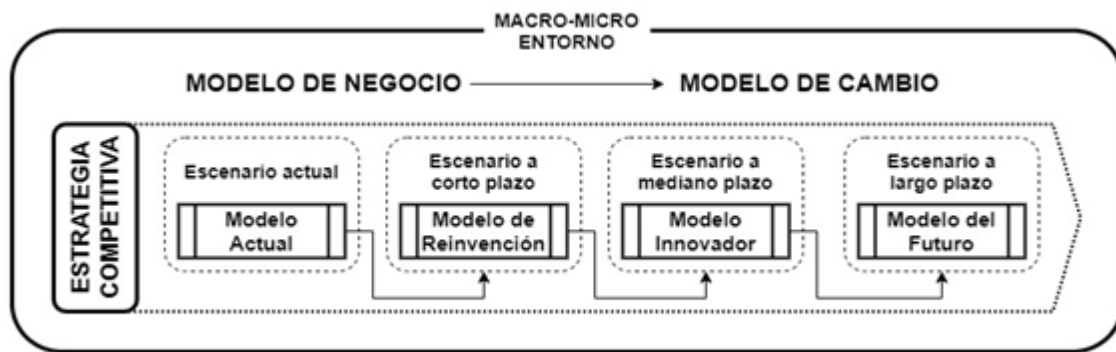 MACRO-MICRO
ENTORNO
MODELO DE NEGOCIO
MODELO DE CAMBIO
ESTRATEGIA
COMPETITIVA
Escenario actual
Modelo
Actual
Escenario a
corto plazo
Modelo de
Reinvención
Escenario a
mediano plazo
Modelo
Innovador
Escenario a
largo plazo
Modelo del
Futuro